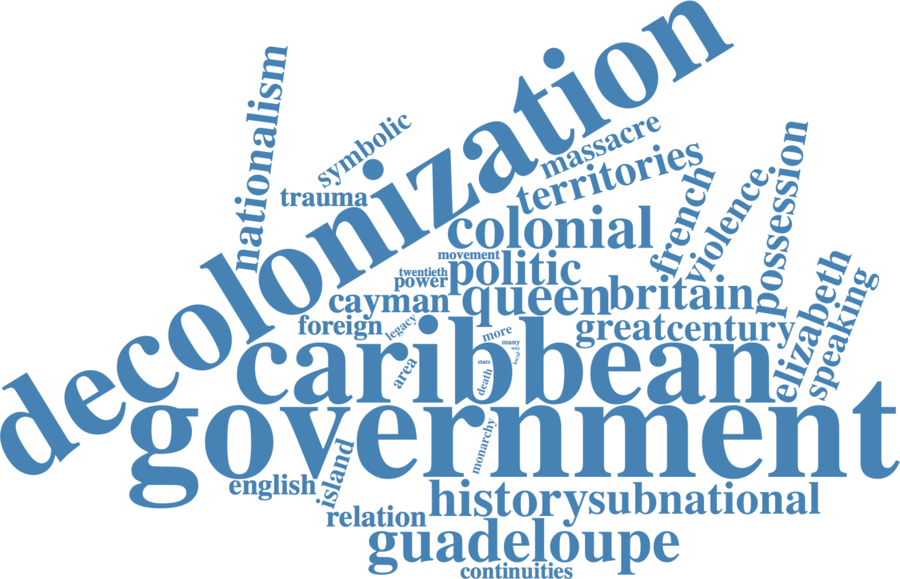 decolonization
nationalism
symbolic
trauma
massacre
territories
french
violence
possession
colonial
movement
twentieth
power
politic
cayman
queen
britain
foreign
legacy
great
century
elizabeth
speaking
caribbean
area
more
many
way
local
state
death
government
monarchy
english
island
history
subnational
relation
guadeloupe
continuities